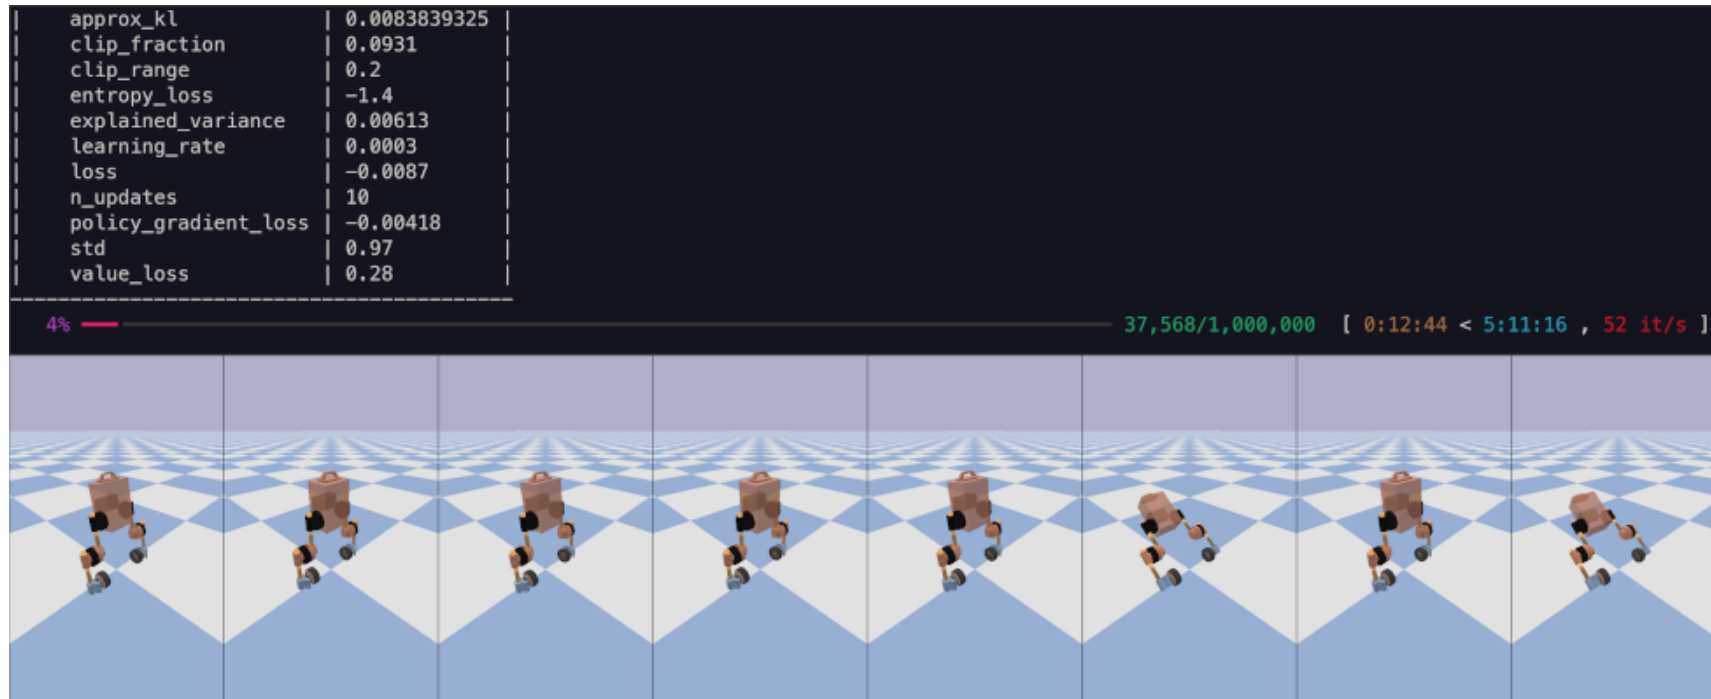 | approx_kl | 0.0083839325 |
| clip_fraction | 0.0931 |
| clip_range | 0.2 |
| entropy_loss | -1.4 |
| explained_variance | 0.00613 |
| learning_rate | 0.0003 |
| loss | -0.0087 |
| n_updates | 10 |
| policy_gradient_loss | -0.00418 |
| std | 0.97 |
| value_loss | 0.28 |
------------------------------------------
4% 37,568/1,000,000 [ 0:12:44 < 5:11:16 , 52 it/s ]